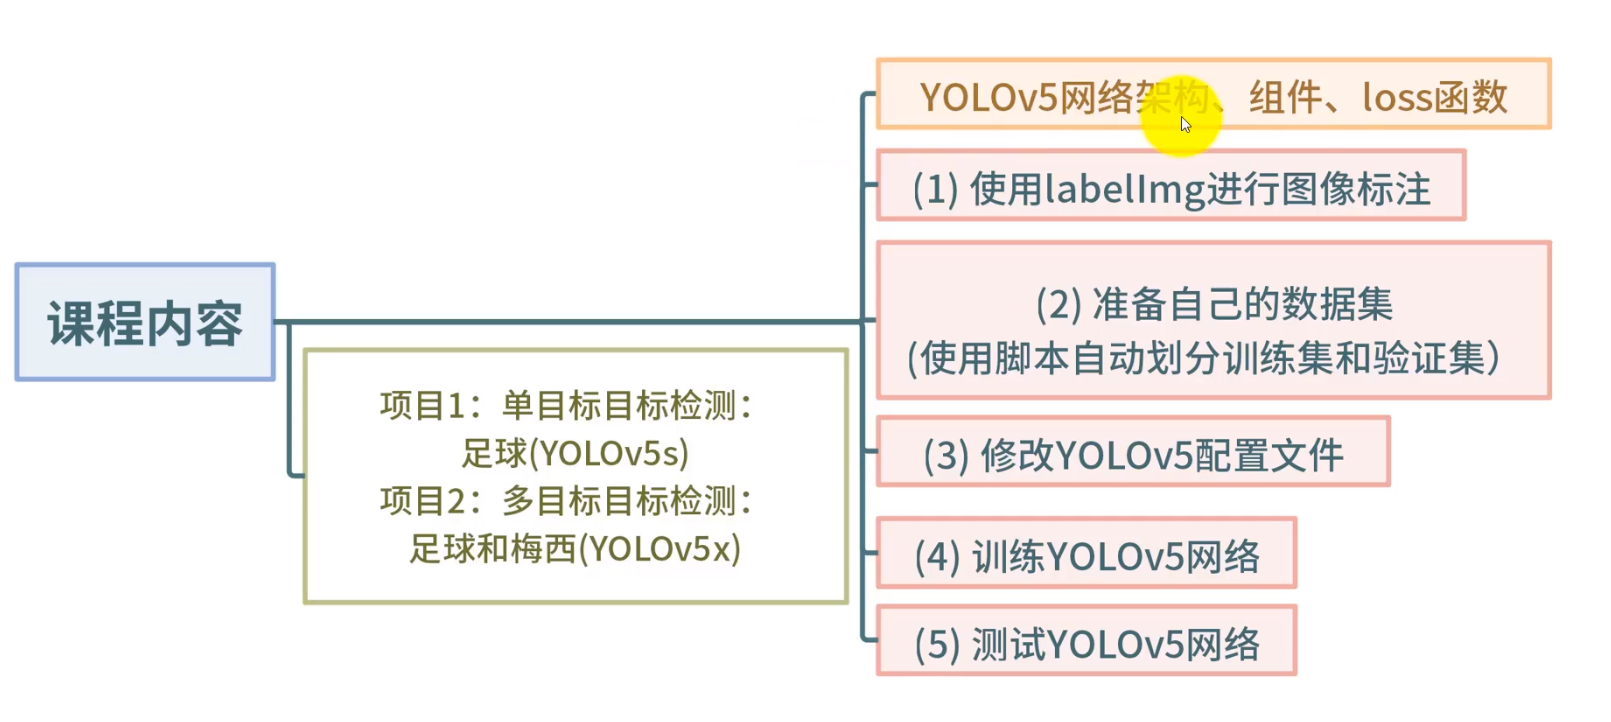 课程内容
项目1：单目标目标检测：
足球(YOLOv5s)
项目2：多目标目标检测：
足球和梅西(YOLOv5x)
YOLOv5网络架构、组件、loss函数
(1) 使用labelImg进行图像标注
(2) 准备自己的数据集
(使用脚本自动划分训练集和验证集）
(3) 修改YOLOv5配置文件
(4) 训练YOLOv5网络
(5) 测试YOLOv5网络